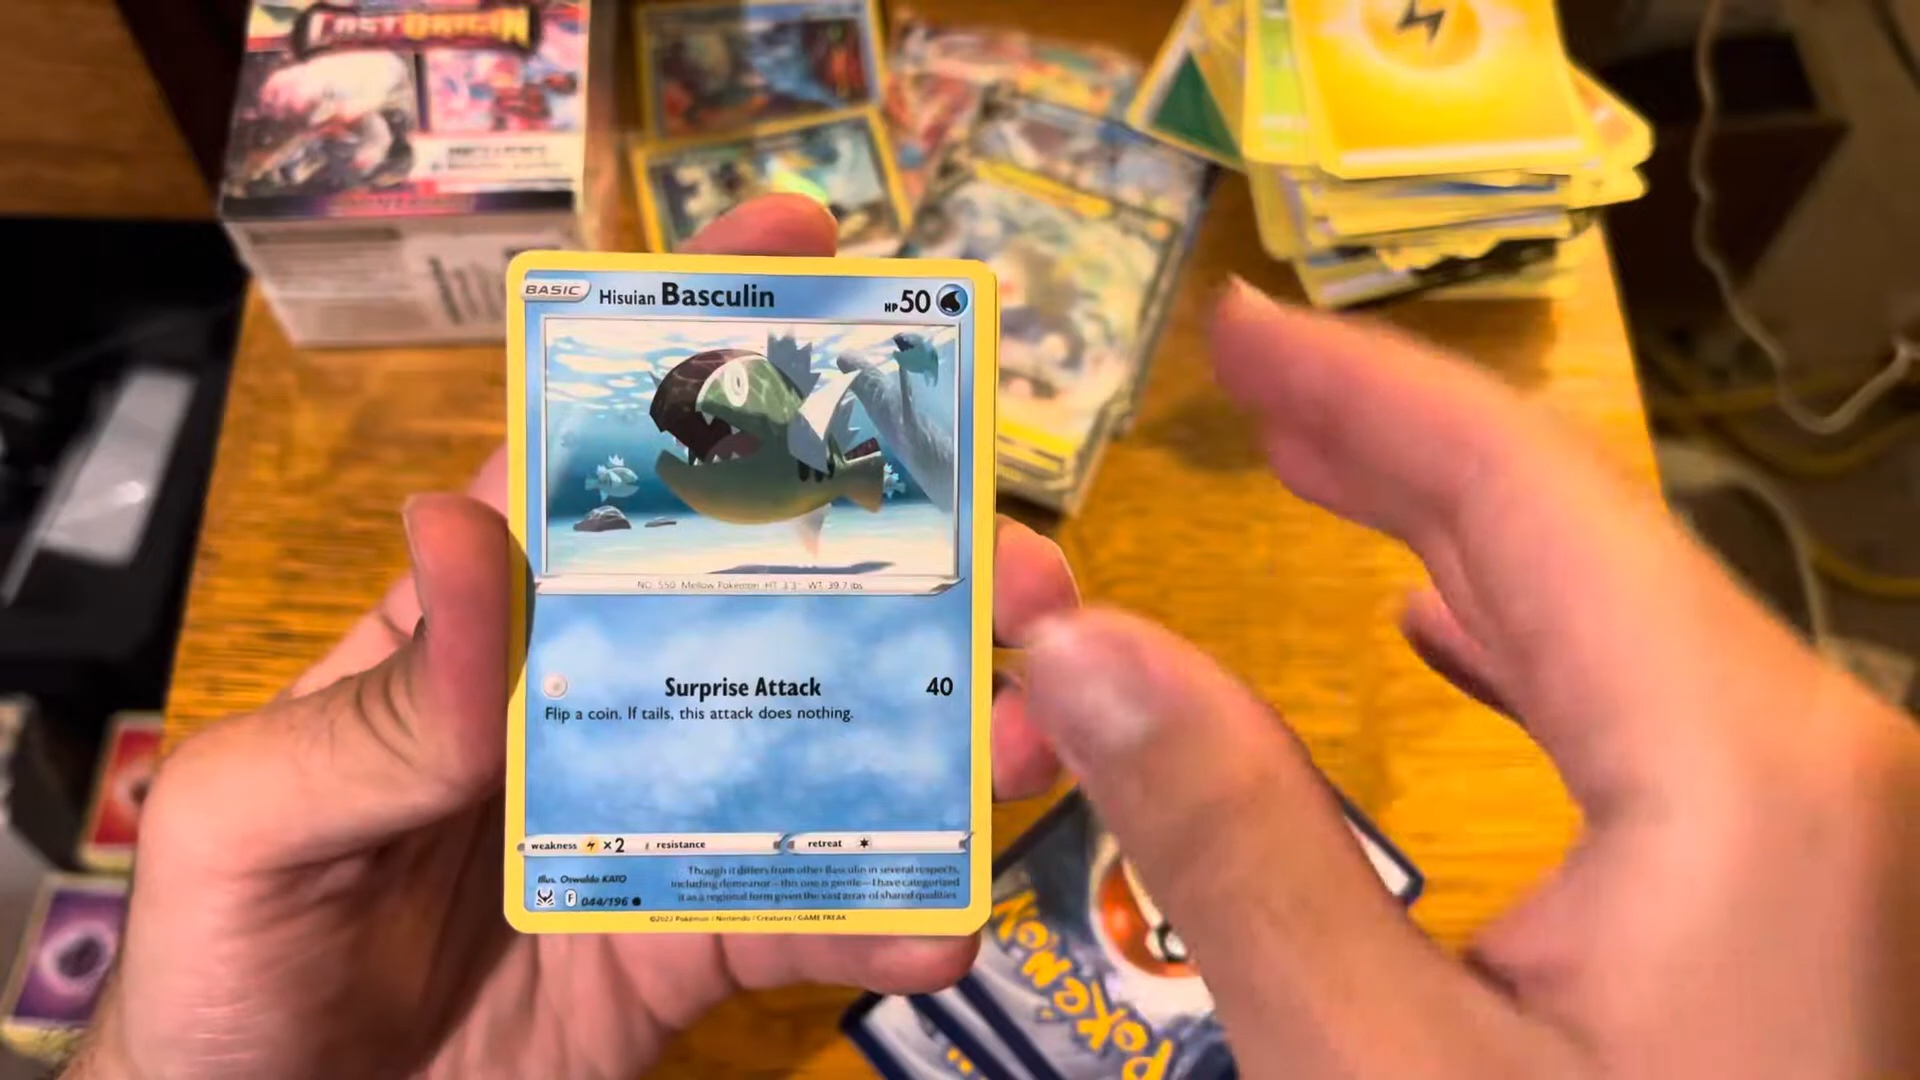 LOST ORIGIN
BASIC Hisuian Basculin HP 50
NO. 550 Mellow Pokémon HT 3'3" WT 39.7 lbs
Surprise Attack 40
Flip a coin. If tails, this attack does nothing.
weakness ×2 resistance retreat
Illus. Oswaldo KATO
Though it differs from other Basculin in several respects,
including demeanor—this one is gentle—I have categorized
it as a regional form given the vast array of shared qualities.
F 044/196
©2022 Pokémon / Nintendo / Creatures / GAME FREAK
POKéMON